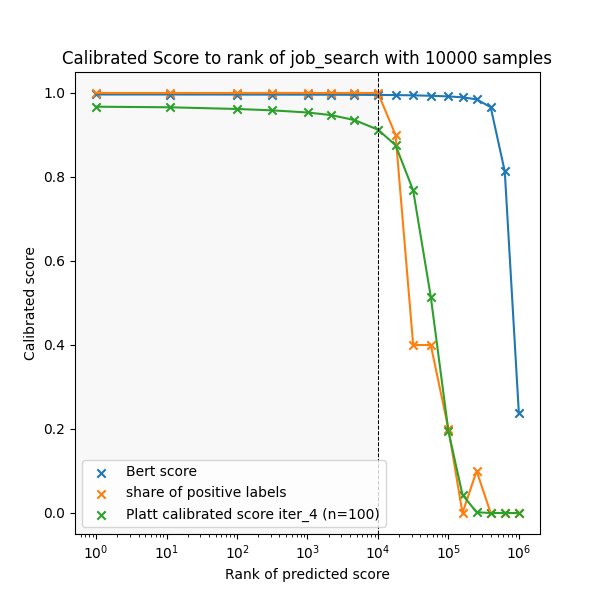 Calibrated Score to rank of job_search with 10000 samples
Calibrated score
1.0
0.8
0.6
0.4
0.2
0.0
Bert score
share of positive labels
Platt calibrated score iter_4 (n=100)
10⁰
10¹
10²
10³
10⁴
10⁵
10⁶
Rank of predicted score